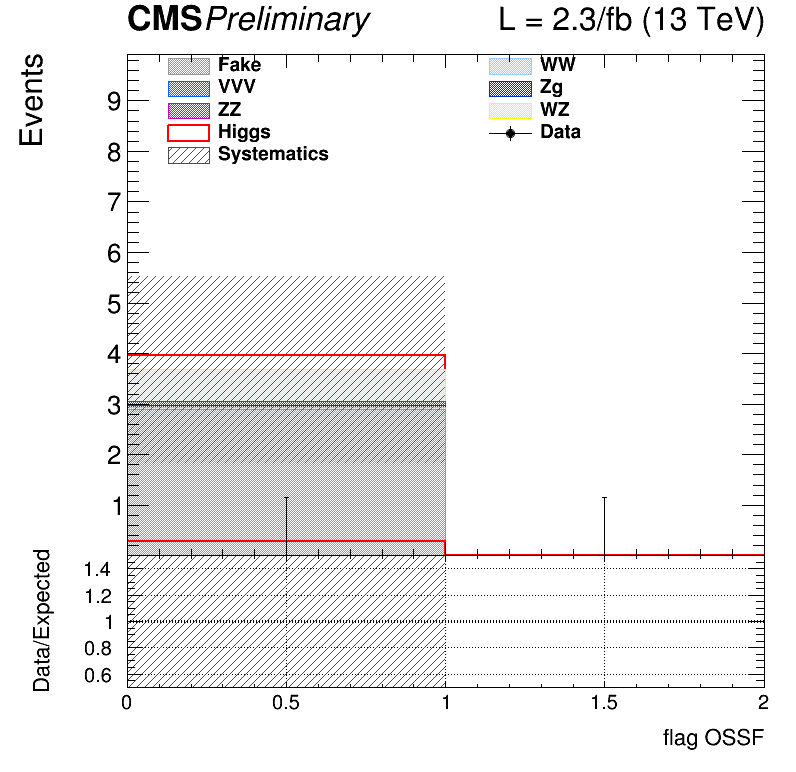 CMS Preliminary L = 2.3/fb (13 TeV)
Events
Fake WW
VVV Zg
ZZ WZ
Higgs Data
Systematics
9
8
7
6
5
4
3
2
1
Data/Expected
1.4
1.2
1
0.8
0.6
0 0.5 1 1.5 2
flag OSSF